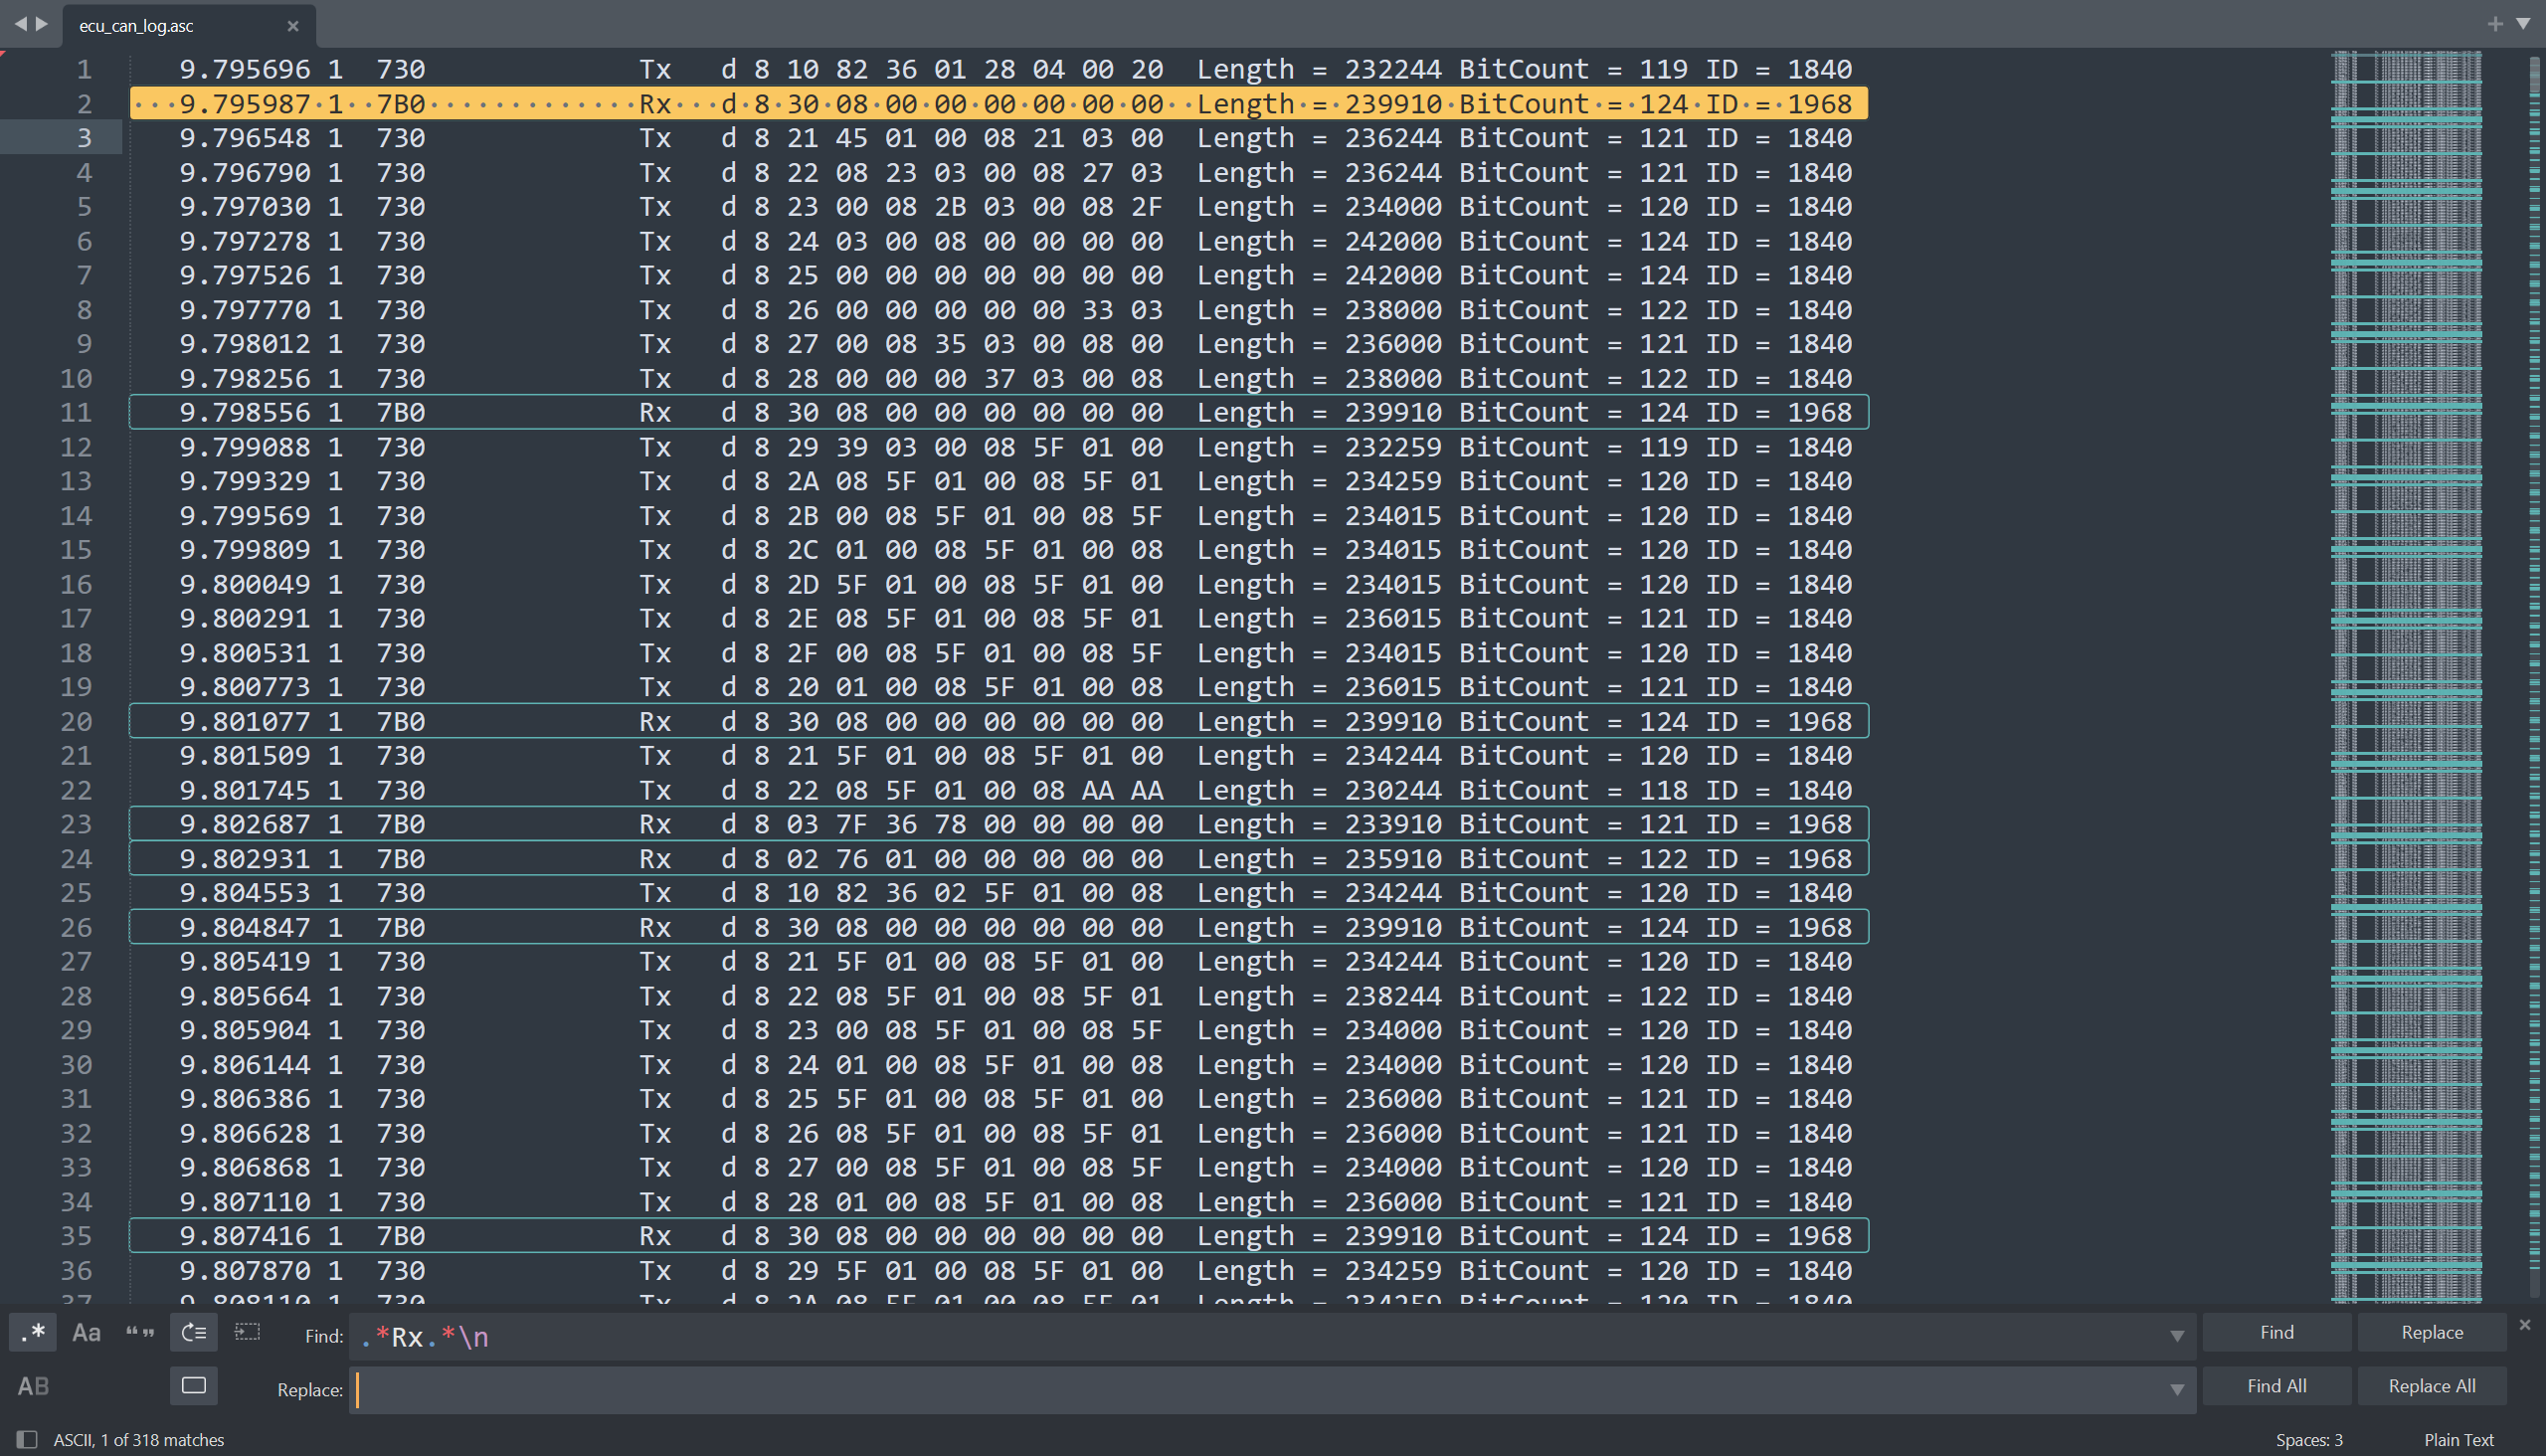 ecu_can_log.asc
1 9.795696 1 730 Tx d 8 10 82 36 01 28 04 00 20 Length = 232244 BitCount = 119 ID = 1840
2 9.795987 1 7B0 Rx d 8 30 08 00 00 00 00 00 00 Length = 239910 BitCount = 124 ID = 1968
3 9.796548 1 730 Tx d 8 21 45 01 00 08 21 03 00 Length = 236244 BitCount = 121 ID = 1840
4 9.796790 1 730 Tx d 8 22 08 23 03 00 08 27 03 Length = 236244 BitCount = 121 ID = 1840
5 9.797030 1 730 Tx d 8 23 00 08 2B 03 00 08 2F Length = 234000 BitCount = 120 ID = 1840
6 9.797278 1 730 Tx d 8 24 03 00 08 00 00 00 00 Length = 242000 BitCount = 124 ID = 1840
7 9.797526 1 730 Tx d 8 25 00 00 00 00 00 00 00 Length = 242000 BitCount = 124 ID = 1840
8 9.797770 1 730 Tx d 8 26 00 00 00 00 00 33 03 Length = 238000 BitCount = 122 ID = 1840
9 9.798012 1 730 Tx d 8 27 00 08 35 03 00 08 00 Length = 236000 BitCount = 121 ID = 1840
10 9.798256 1 730 Tx d 8 28 00 00 00 37 03 00 08 Length = 238000 BitCount = 122 ID = 1840
11 9.798556 1 7B0 Rx d 8 30 08 00 00 00 00 00 00 Length = 239910 BitCount = 124 ID = 1968
12 9.799088 1 730 Tx d 8 29 39 03 00 08 5F 01 00 Length = 232259 BitCount = 119 ID = 1840
13 9.799329 1 730 Tx d 8 2A 08 5F 01 00 08 5F 01 Length = 234259 BitCount = 120 ID = 1840
14 9.799569 1 730 Tx d 8 2B 00 08 5F 01 00 08 5F Length = 234015 BitCount = 120 ID = 1840
15 9.799809 1 730 Tx d 8 2C 01 00 08 5F 01 00 08 Length = 234015 BitCount = 120 ID = 1840
16 9.800049 1 730 Tx d 8 2D 5F 01 00 08 5F 01 00 Length = 234015 BitCount = 120 ID = 1840
17 9.800291 1 730 Tx d 8 2E 08 5F 01 00 08 5F 01 Length = 236015 BitCount = 121 ID = 1840
18 9.800531 1 730 Tx d 8 2F 00 08 5F 01 00 08 5F Length = 234015 BitCount = 120 ID = 1840
19 9.800773 1 730 Tx d 8 20 01 00 08 5F 01 00 08 Length = 236015 BitCount = 121 ID = 1840
20 9.801077 1 7B0 Rx d 8 30 08 00 00 00 00 00 00 Length = 239910 BitCount = 124 ID = 1968
21 9.801509 1 730 Tx d 8 21 5F 01 00 08 5F 01 00 Length = 234244 BitCount = 120 ID = 1840
22 9.801745 1 730 Tx d 8 22 08 5F 01 00 08 AA AA Length = 230244 BitCount = 118 ID = 1840
23 9.802687 1 7B0 Rx d 8 03 7F 36 78 00 00 00 00 Length = 233910 BitCount = 121 ID = 1968
24 9.802931 1 7B0 Rx d 8 02 76 01 00 00 00 00 00 Length = 235910 BitCount = 122 ID = 1968
25 9.804553 1 730 Tx d 8 10 82 36 02 5F 01 00 08 Length = 234244 BitCount = 120 ID = 1840
26 9.804847 1 7B0 Rx d 8 30 08 00 00 00 00 00 00 Length = 239910 BitCount = 124 ID = 1968
27 9.805419 1 730 Tx d 8 21 5F 01 00 08 5F 01 00 Length = 234244 BitCount = 120 ID = 1840
28 9.805664 1 730 Tx d 8 22 08 5F 01 00 08 5F 01 Length = 238244 BitCount = 122 ID = 1840
29 9.805904 1 730 Tx d 8 23 00 08 5F 01 00 08 5F Length = 234000 BitCount = 120 ID = 1840
30 9.806144 1 730 Tx d 8 24 01 00 08 5F 01 00 08 Length = 234000 BitCount = 120 ID = 1840
31 9.806386 1 730 Tx d 8 25 5F 01 00 08 5F 01 00 Length = 236000 BitCount = 121 ID = 1840
32 9.806628 1 730 Tx d 8 26 08 5F 01 00 08 5F 01 Length = 236000 BitCount = 121 ID = 1840
33 9.806868 1 730 Tx d 8 27 00 08 5F 01 00 08 5F Length = 234000 BitCount = 120 ID = 1840
34 9.807110 1 730 Tx d 8 28 01 00 08 5F 01 00 08 Length = 236000 BitCount = 121 ID = 1840
35 9.807416 1 7B0 Rx d 8 30 08 00 00 00 00 00 00 Length = 239910 BitCount = 124 ID = 1968
36 9.807870 1 730 Tx d 8 29 5F 01 00 08 5F 01 00 Length = 234259 BitCount = 120 ID = 1840
37 9.808110 1 730 Tx d 8 2A 08 5F 01 00 08 5F 01 Length = 234259 BitCount = 120 ID = 1840
.* Aa “” Find: .*Rx.*\n Find Replace
AB Replace: Find All Replace All
ASCII, 1 of 318 matches Spaces: 3 Plain Text